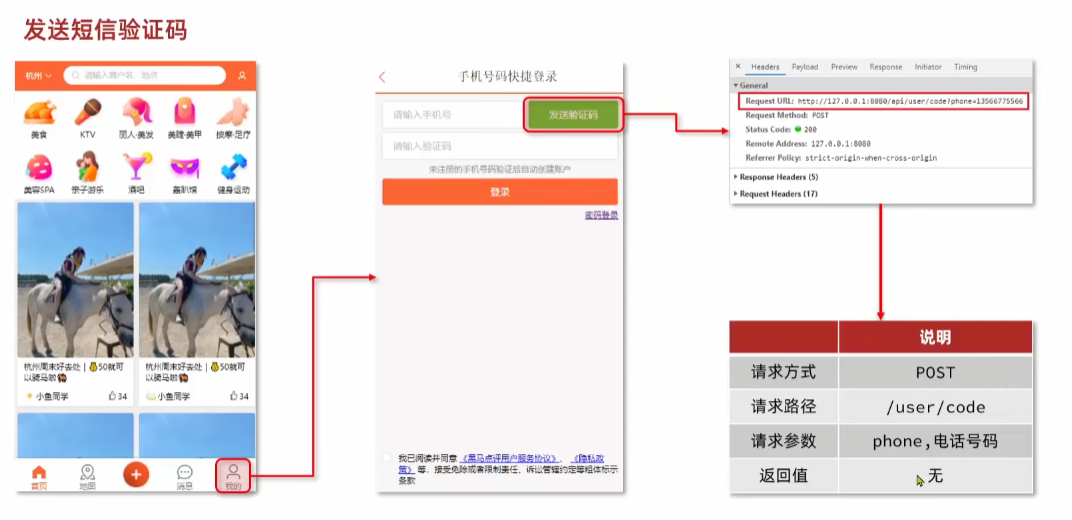 发送短信验证码
杭州
请输入商户名、地点
美食
KTV
丽人·美发
美睫·美甲
按摩·足疗
美容SPA
亲子游乐
酒吧
轰趴馆
健身运动
杭州周末好去处 | 💰50就可
以骑马啦
小鱼同学
34
杭州周末好去处 | 💰50就可
以骑马啦
小鱼同学
34
首页
地图
消息
我的
手机号码快捷登录
请输入手机号
发送验证码
请输入验证码
未注册的手机号码验证后自动创建账户
登录
密码登录
我已阅读并同意 《黑马点评用户服务协议》、《隐私政
策》 等、接受免除或者限制责任、诉讼管辖约定等粗体标示
条款
× Headers Payload Preview Response Initiator Timing
General
Request URL: http://127.0.0.1:8080/api/user/code?phone=13566775566
Request Method: POST
Status Code: 200
Remote Address: 127.0.0.1:8080
Referrer Policy: strict-origin-when-cross-origin
Response Headers (5)
Request Headers (17)
说明
请求方式 POST
请求路径 /user/code
请求参数 phone,电话号码
返回值 无